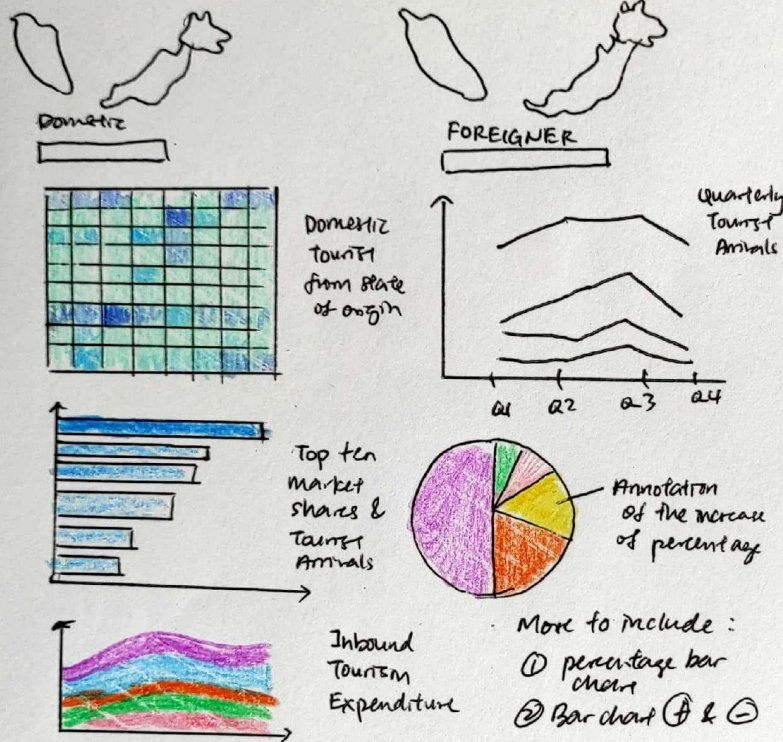 Domestic
FOREIGNER
Domestic
Tourist
from state
of origin
Quarterly
Tourist
Arrivals
Q1 Q2 Q3 Q4
Top ten
market
shares &
Tourist
Arrivals
Annotation
of the increase
of percentage
Inbound
Tourism
Expenditure
More to include :
① percentage bar
chart
② Bar chart ⊕ & ⊖